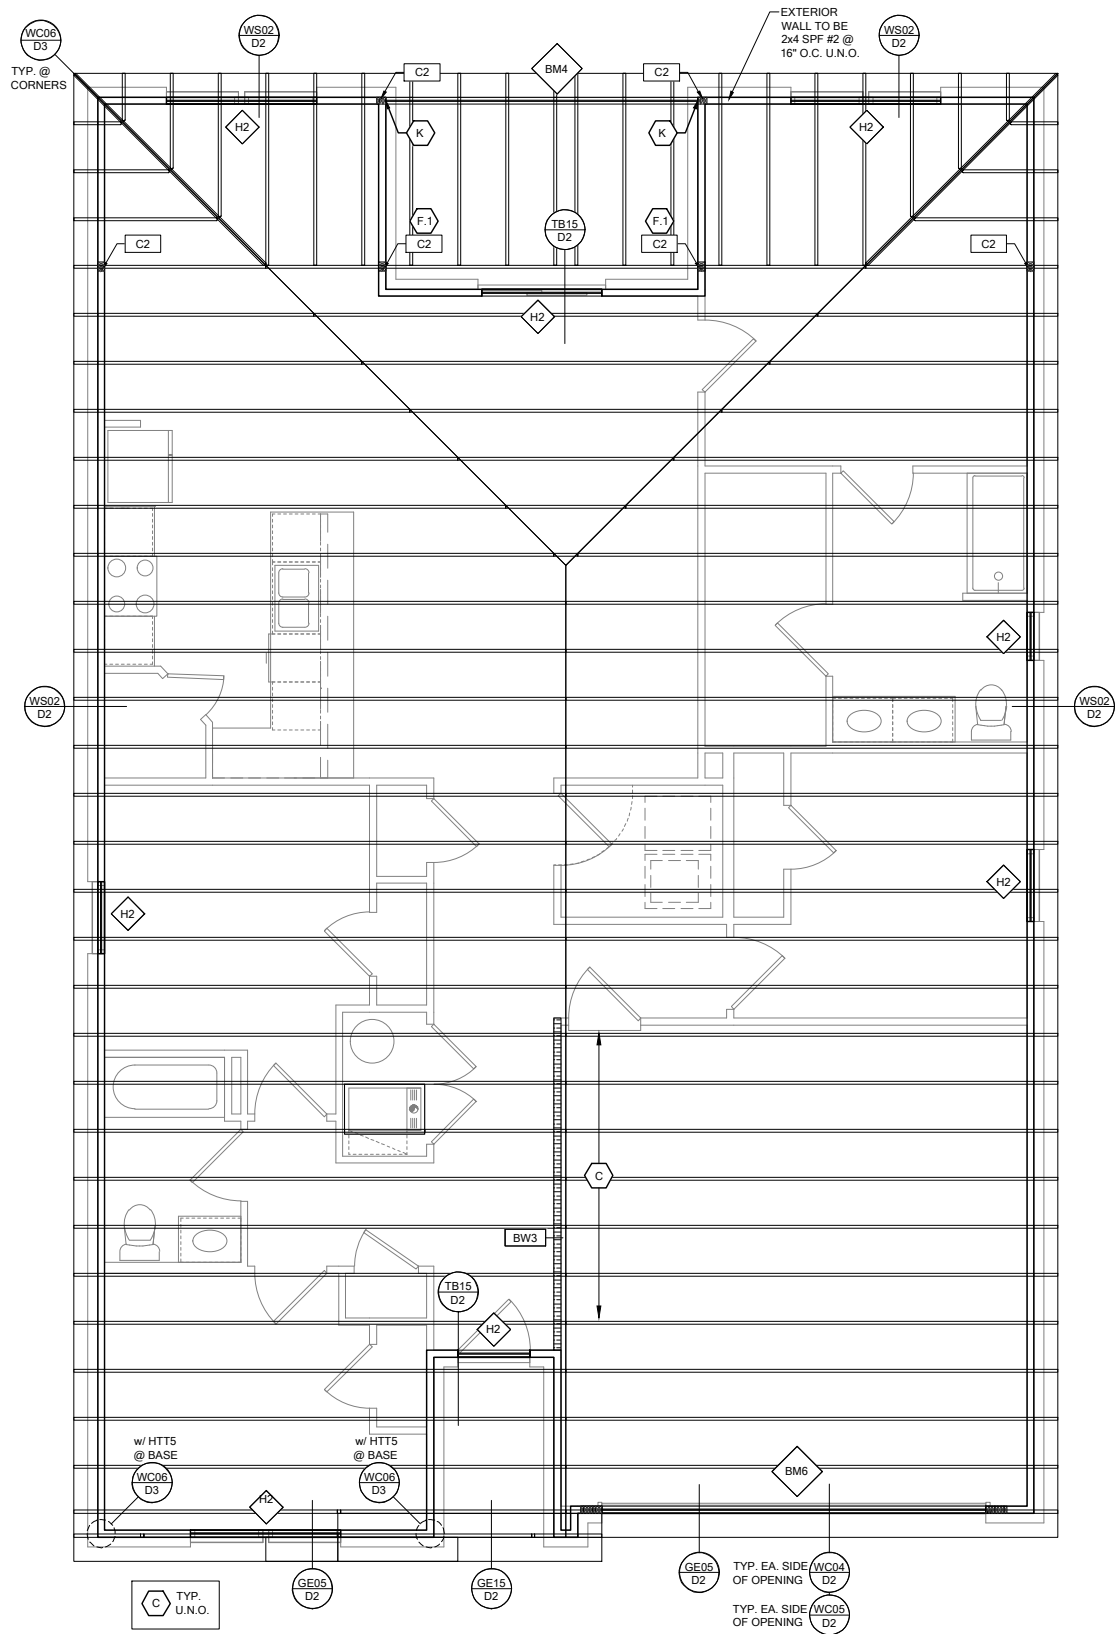 EXTERIOR
WALL TO BE
2x4 SPF #2 @
16" O.C. U.N.O.
WC06
D3
TYP. @
CORNERS
WS02
D2
WS02
D2
C2
BM4
C2
H2
K
K
H2
F.1
F.1
TB15
D2
C2
C2
C2
C2
H2
H2
WS02
D2
WS02
D2
H2
H2
C
BW3
TB15
D2
H2
w/ HTT5
@ BASE
w/ HTT5
@ BASE
WC06
D3
WC06
D3
H2
BM6
GE05
D2
GE15
D2
GE05
D2
TYP. EA. SIDE
OF OPENING
WC04
D2
TYP. EA. SIDE
OF OPENING
WC05
D2
C
TYP.
U.N.O.